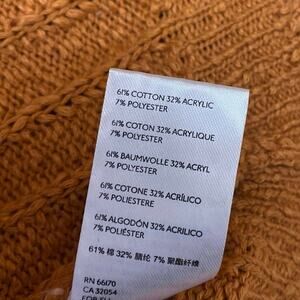 61% COTTON 32% ACRYLIC
7% POLYESTER
61% COTON 32% ACRYLIQUE
7% POLYESTER
61% BAUMWOLLE 32% ACRYL
7% POLYESTER
61% COTONE 32% ACRILICO
7% POLIESTERE
61% ALGODÓN 32% ACRILICO
7% POLIÉSTER
61% 棉 32% 腈纶 7% 聚酯纤维
RN 66170
CA 32054